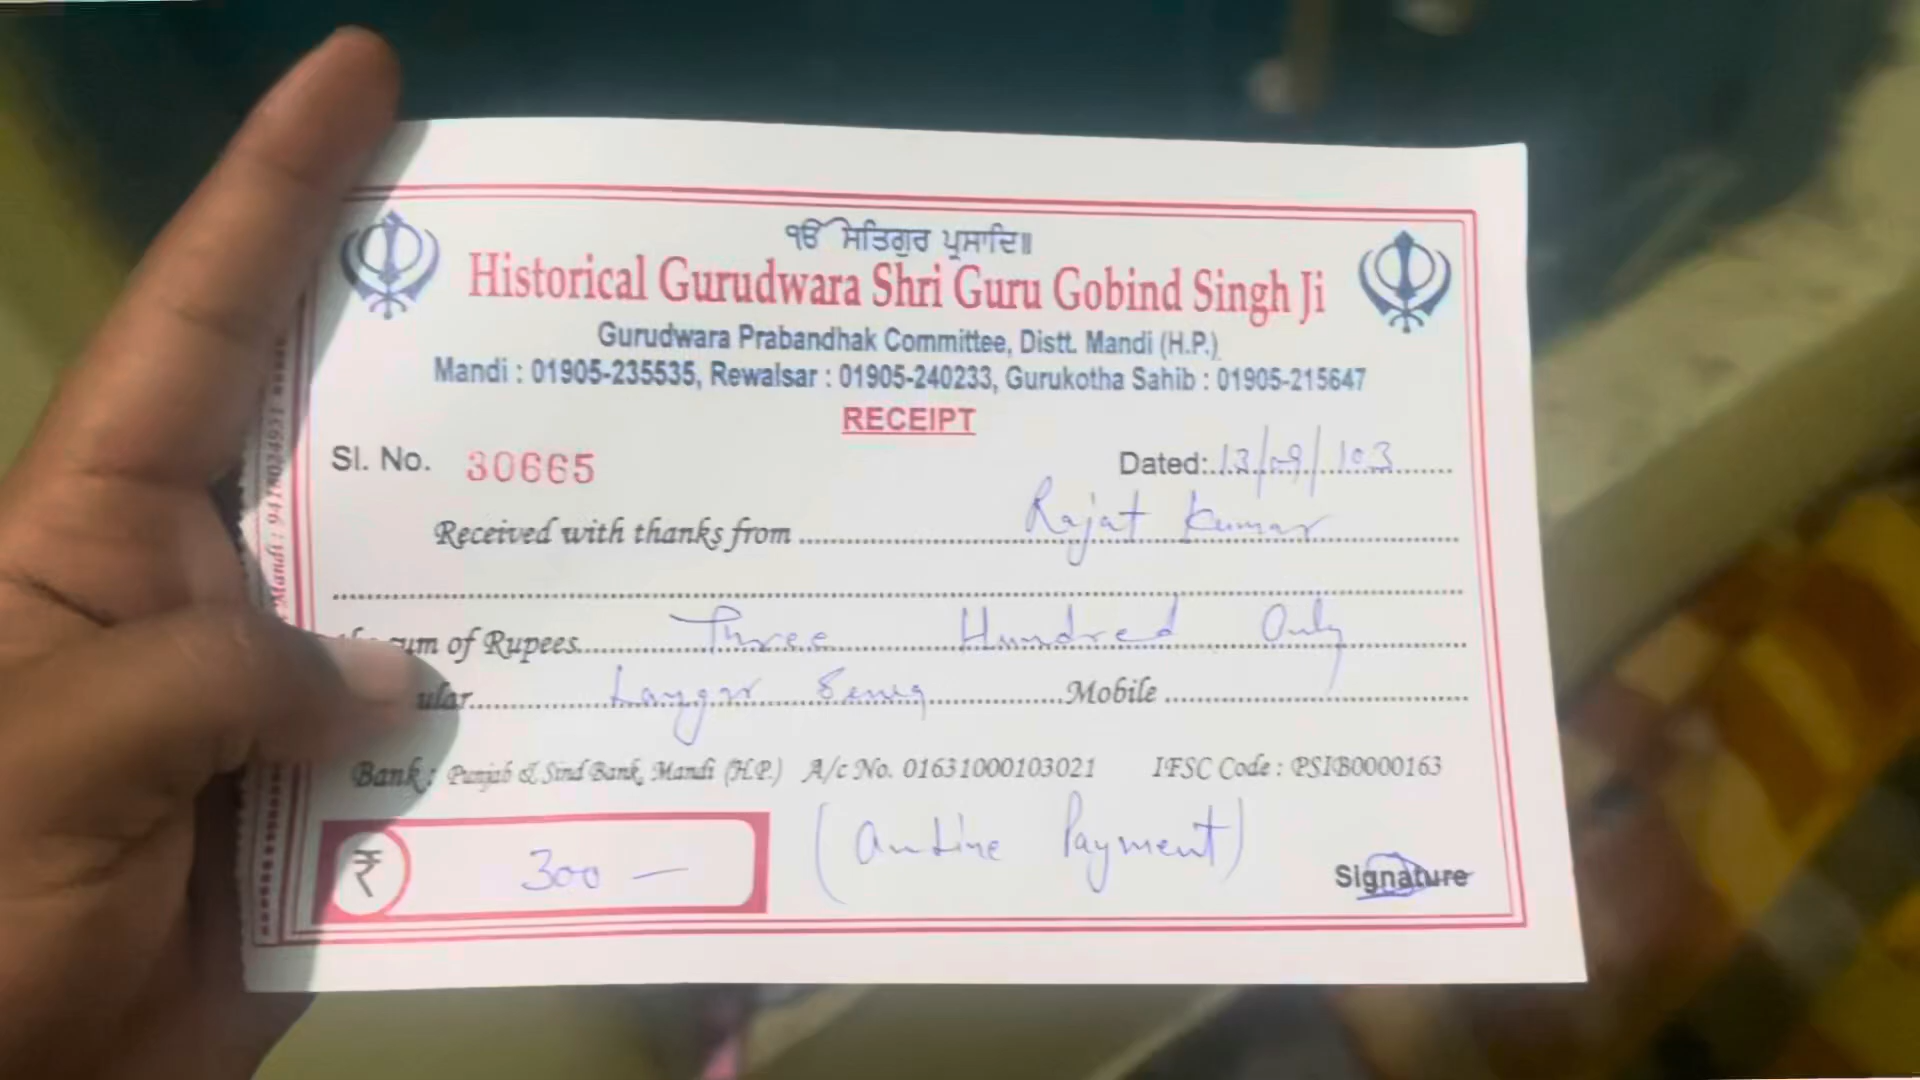 ੴ ਸਤਿਗੁਰ ਪ੍ਰਸਾਦਿ॥
Historical Gurudwara Shri Guru Gobind Singh Ji
Gurudwara Prabandhak Committee, Distt. Mandi (H.P.)
Mandi : 01905-235535, Rewalsar : 01905-240233, Gurukotha Sahib : 01905-215647
RECEIPT
Sl. No. 30665 Dated: 13/09/
Received with thanks from Rajat Kumar
um of Rupees Three Hundred Only
ular Langar Mobile
Bank : Punjab & Sind Bank, Mandi (H.P.) A/c No. 01631000103021 IFSC Code : PSIB0000163
₹ 300 — (Online Payment)
Signature
Mandi :